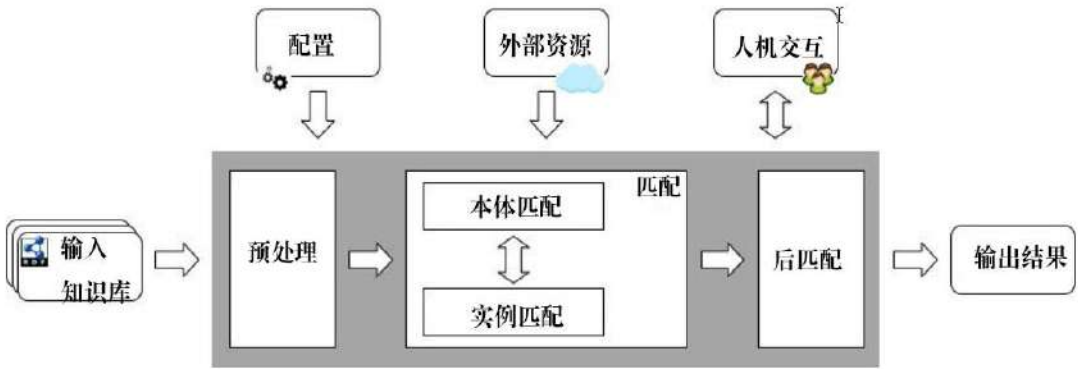 配置
外部资源
人机交互
匹配
本体匹配
输入
知识库
预处理
后匹配
输出结果
实例匹配